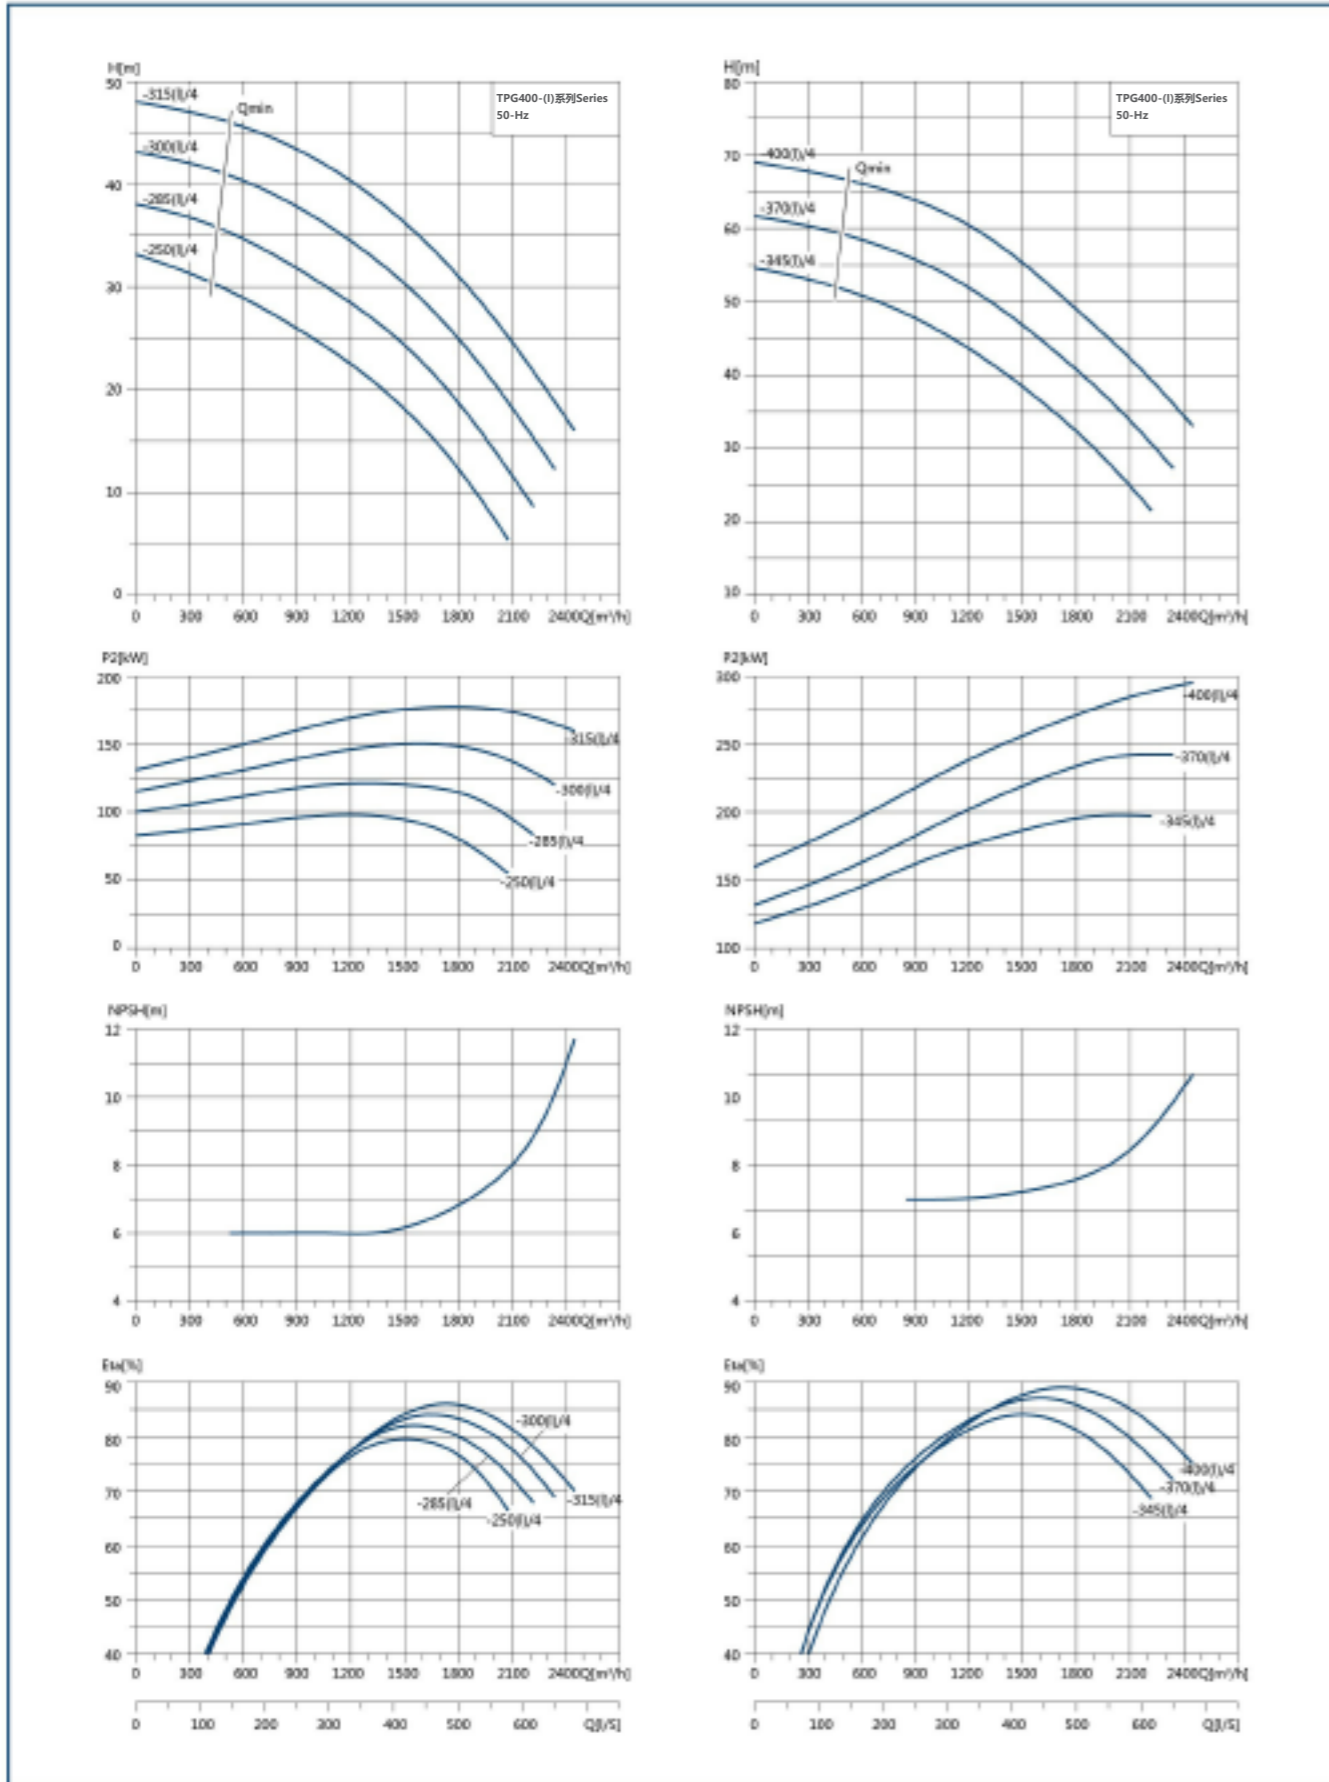 H[m]
50
40
30
20
10
0
-315(I)/4
-300(I)/4
-285(I)/4
-250(I)/4
Qmin
TPG400-(I)系列Series
50-Hz
0 300 600 900 1200 1500 1800 2100 2400Q[m³/h]
H[m]
80
70
60
50
40
30
20
10
-400(I)/4
-370(I)/4
-345(I)/4
Qmin
TPG400-(I)系列Series
50-Hz
0 300 600 900 1200 1500 1800 2100 2400Q[m³/h]
P2[kW]
200
150
100
50
0
-315(I)/4
-300(I)/4
-285(I)/4
-250(I)/4
0 300 600 900 1200 1500 1800 2100 2400Q[m³/h]
P2[kW]
300
250
200
150
100
-400(I)/4
-370(I)/4
-345(I)/4
0 300 600 900 1200 1500 1800 2100 2400Q[m³/h]
NPSH[m]
12
10
8
6
4
0 300 600 900 1200 1500 1800 2100 2400Q[m³/h]
NPSH[m]
12
10
8
6
4
0 300 600 900 1200 1500 1800 2100 2400Q[m³/h]
Eta[%]
90
80
70
60
50
40
-300(I)/4
-285(I)/4
-250(I)/4
-315(I)/4
0 300 600 900 1200 1500 1800 2100 2400Q[m³/h]
0 100 200 200 400 500 600 Q[l/S]
Eta[%]
90
80
70
60
50
40
-400(I)/4
-370(I)/4
-345(I)/4
0 300 600 900 1200 1500 1800 2100 2400Q[m³/h]
0 100 200 300 400 500 600 Q[l/S]